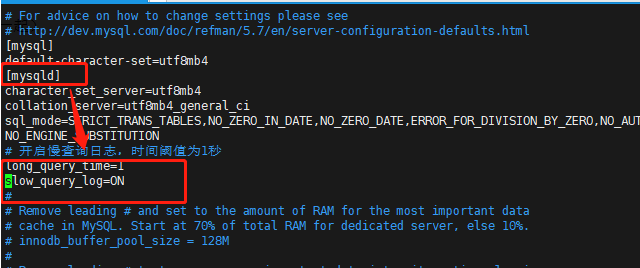 # For advice on how to change settings please see
# http://dev.mysql.com/doc/refman/5.7/en/server-configuration-defaults.html
[mysql]
default-character-set=utf8mb4
[mysqld]
character_set_server=utf8mb4
collation_server=utf8mb4_general_ci
sql_mode=STRICT_TRANS_TABLES,NO_ZERO_IN_DATE,NO_ZERO_DATE,ERROR_FOR_DIVISION_BY_ZERO,NO_AUT
NO_ENGINE_SUBSTITUTION
# 开启慢查询日志，时间阈值为1秒
long_query_time=1
slow_query_log=ON
#
# Remove leading # and set to the amount of RAM for the most important data
# cache in MySQL. Start at 70% of total RAM for dedicated server, else 10%.
# innodb_buffer_pool_size = 128M
#